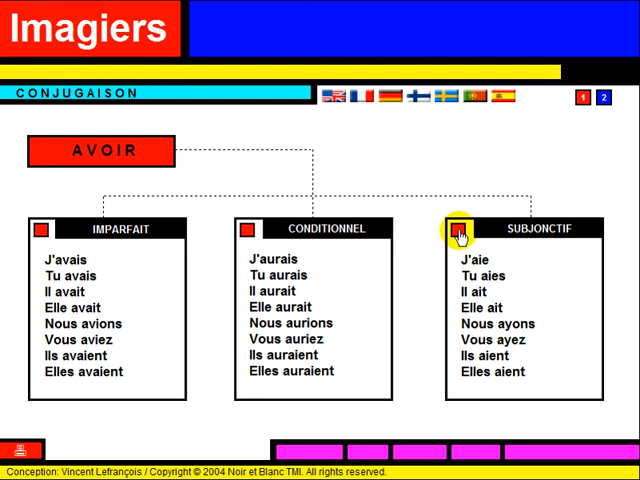 Imagiers
CONJUGAISON
1
2
AVOIR
IMPARFAIT
J'avais
Tu avais
Il avait
Elle avait
Nous avions
Vous aviez
Ils avaient
Elles avaient
CONDITIONNEL
J'aurais
Tu aurais
Il aurait
Elle aurait
Nous aurions
Vous auriez
Ils auraient
Elles auraient
SUBJONCTIF
J'aie
Tu aies
Il ait
Elle ait
Nous ayons
Vous ayez
Ils aient
Elles aient
Conception: Vincent Lefrançois / Copyright © 2004 Noir et Blanc TMI. All rights reserved.